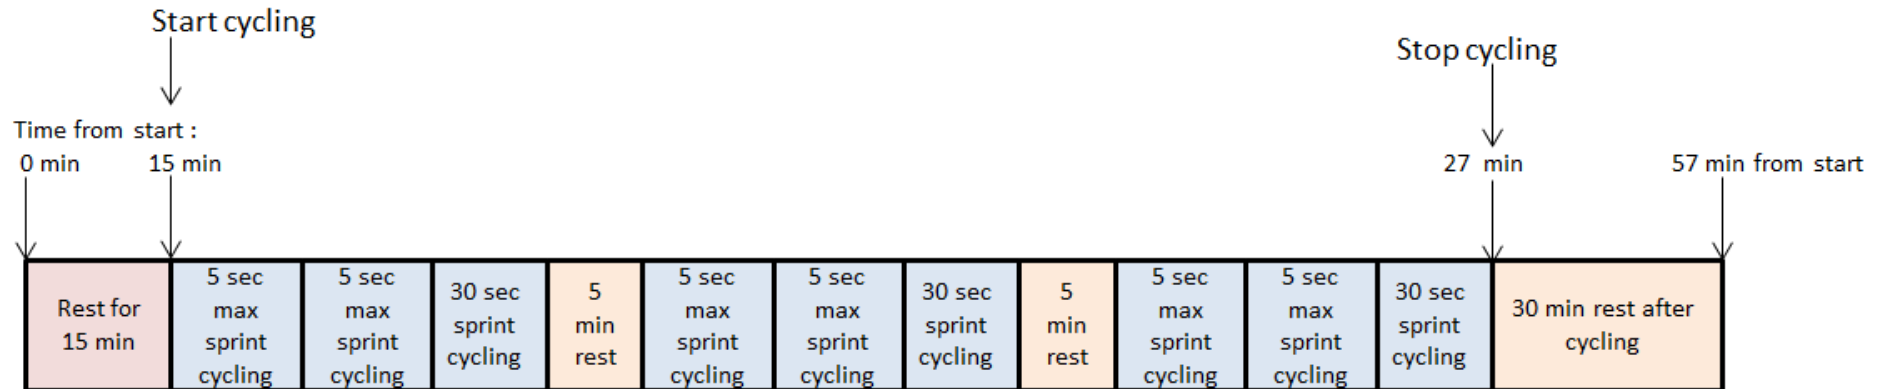 Start cycling
Stop cycling
Time from start :
0 min
15 min
27 min
57 min from start
Rest for
15 min
5 sec
max
sprint
cycling
5 sec
max
sprint
cycling
30 sec
sprint
cycling
5
min
rest
5 sec
max
sprint
cycling
5 sec
max
sprint
cycling
30 sec
sprint
cycling
5
min
rest
5 sec
max
sprint
cycling
5 sec
max
sprint
cycling
30 sec
sprint
cycling
30 min rest after
cycling